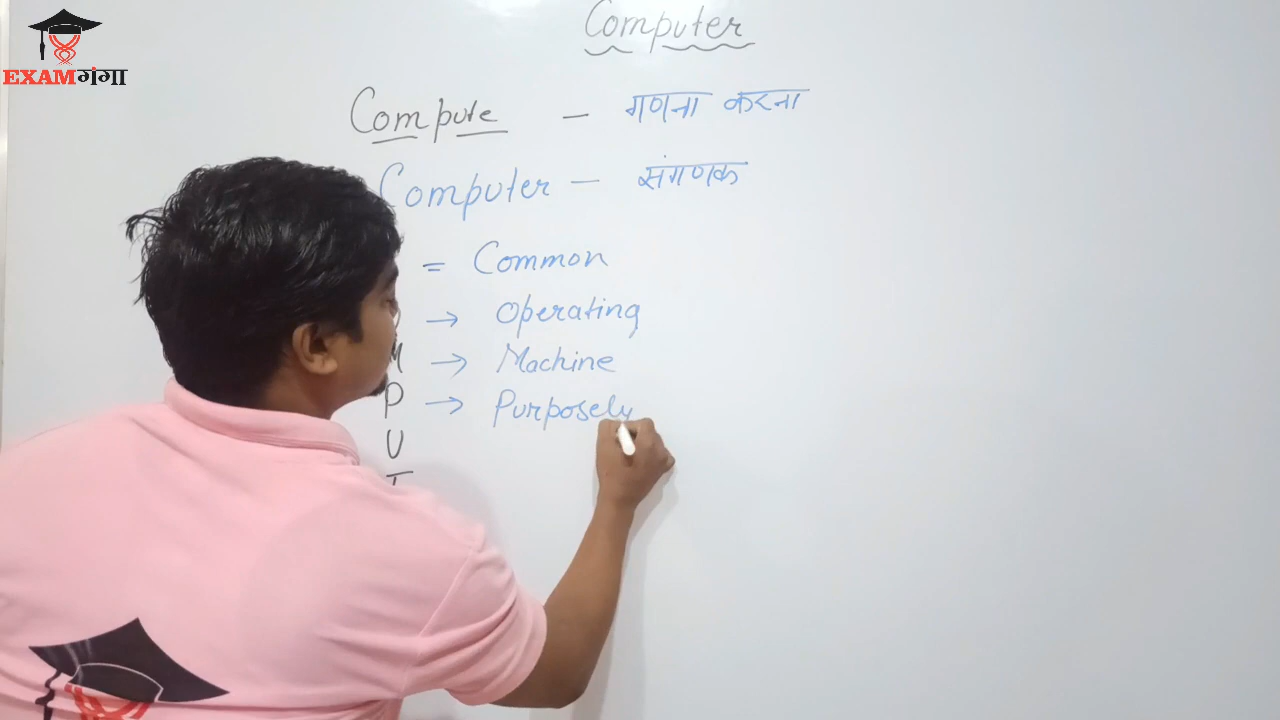 EXAMगंगा
Computer
Compute – गणना करना
Computer – संगणक
= Common
→ Operating
M → Machine
P → Purposely
U
T